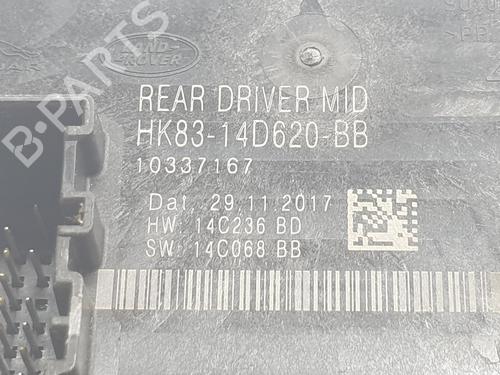 LAND-
ROVER
REAR DRIVER MID
HK83-14D620-BB
10337167
Dat. 29.11.2017
HW: 14C236 BD
SW: 14C068 BB
B-PARTS